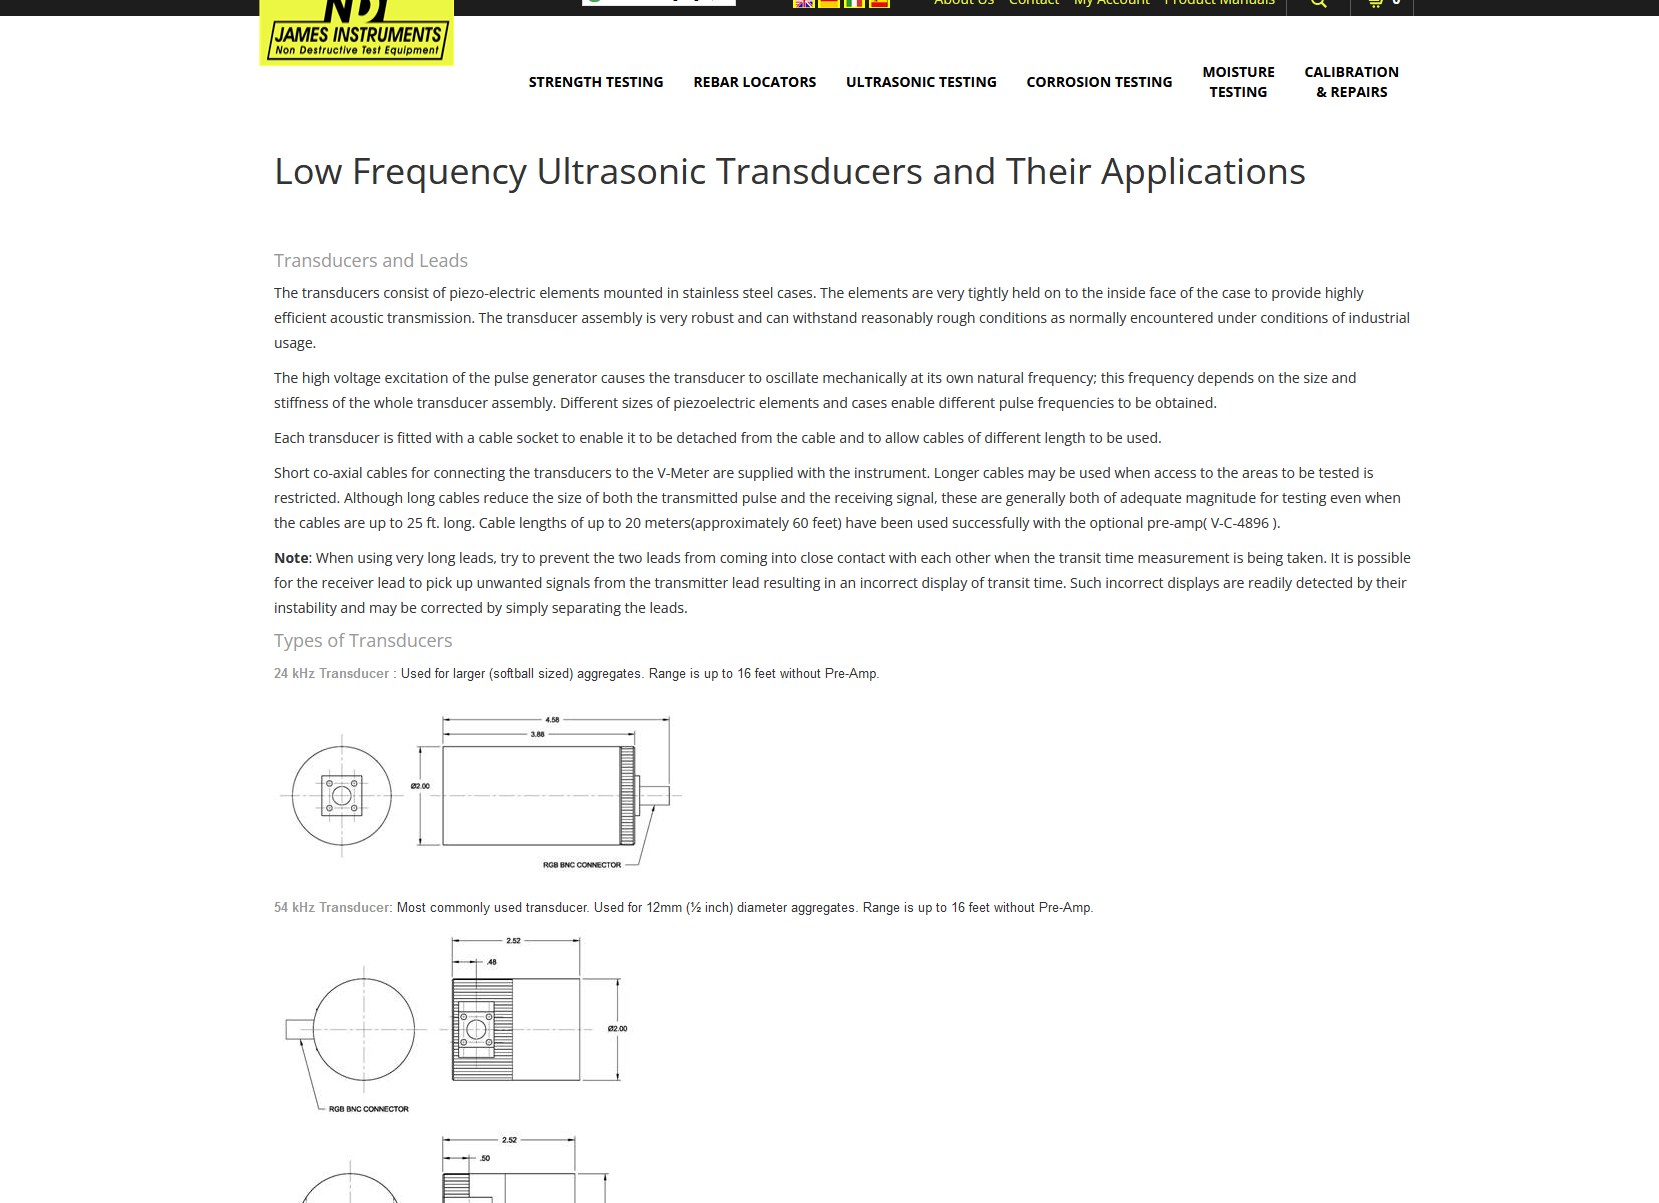 NDT
JAMES INSTRUMENTS
Non Destructive Test Equipment
About Us Contact My Account Product Manuals 0
STRENGTH TESTING REBAR LOCATORS ULTRASONIC TESTING CORROSION TESTING MOISTURE TESTING CALIBRATION & REPAIRS
Low Frequency Ultrasonic Transducers and Their Applications
Transducers and Leads
The transducers consist of piezo-electric elements mounted in stainless steel cases. The elements are very tightly held on to the inside face of the case to provide highly
efficient acoustic transmission. The transducer assembly is very robust and can withstand reasonably rough conditions as normally encountered under conditions of industrial
usage.
The high voltage excitation of the pulse generator causes the transducer to oscillate mechanically at its own natural frequency; this frequency depends on the size and
stiffness of the whole transducer assembly. Different sizes of piezoelectric elements and cases enable different pulse frequencies to be obtained.
Each transducer is fitted with a cable socket to enable it to be detached from the cable and to allow cables of different length to be used.
Short co-axial cables for connecting the transducers to the V-Meter are supplied with the instrument. Longer cables may be used when access to the areas to be tested is
restricted. Although long cables reduce the size of both the transmitted pulse and the receiving signal, these are generally both of adequate magnitude for testing even when
the cables are up to 25 ft. long. Cable lengths of up to 20 meters(approximately 60 feet) have been used successfully with the optional pre-amp( V-C-4896 ).
Note: When using very long leads, try to prevent the two leads from coming into close contact with each other when the transit time measurement is being taken. It is possible
for the receiver lead to pick up unwanted signals from the transmitter lead resulting in an incorrect display of transit time. Such incorrect displays are readily detected by their
instability and may be corrected by simply separating the leads.
Types of Transducers
24 kHz Transducer : Used for larger (softball sized) aggregates. Range is up to 16 feet without Pre-Amp.
4.58
3.88
Ø2.00
RGB BNC CONNECTOR
54 kHz Transducer: Most commonly used transducer. Used for 12mm (½ inch) diameter aggregates. Range is up to 16 feet without Pre-Amp.
2.52
.48
Ø2.00
RGB BNC CONNECTOR
2.52
.50